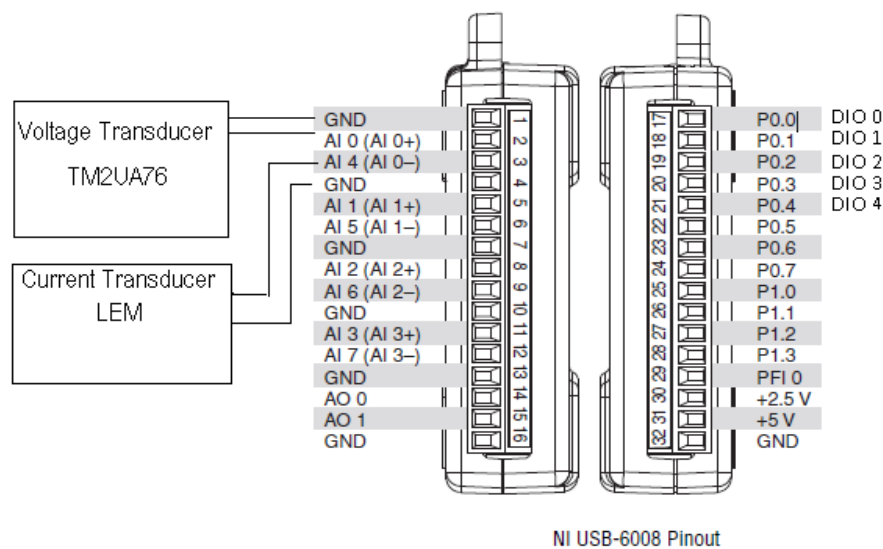 Voltage Transducer
TM2UA76
Current Transducer
LEM
GND
AI 0 (AI 0+)
AI 4 (AI 0–)
GND
AI 1 (AI 1+)
AI 5 (AI 1–)
GND
AI 2 (AI 2+)
AI 6 (AI 2–)
GND
AI 3 (AI 3+)
AI 7 (AI 3–)
GND
AO 0
AO 1
GND
1
2
3
4
5
6
7
8
9
10
11
12
13
14
15
16
17
18
19
20
21
22
23
24
25
26
27
28
29
30
31
32
P0.0 DIO 0
P0.1 DIO 1
P0.2 DIO 2
P0.3 DIO 3
P0.4 DIO 4
P0.5
P0.6
P0.7
P1.0
P1.1
P1.2
P1.3
PFI 0
+2.5 V
+5 V
GND
NI USB-6008 Pinout